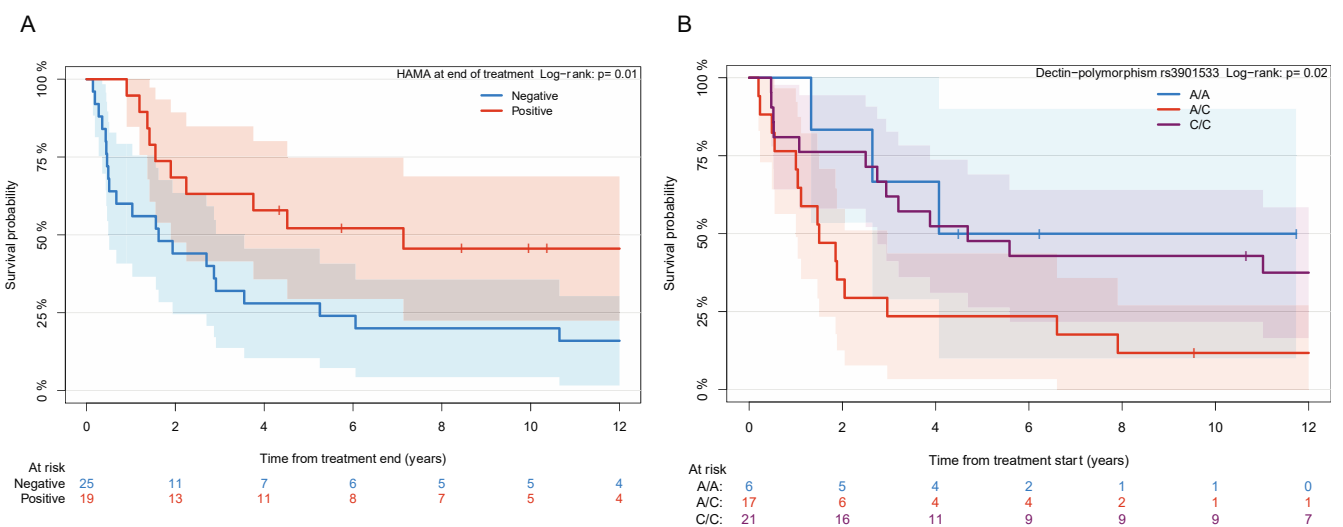 A
HAMA at end of treatment Log-rank: p= 0.01
Negative
Positive
100 %
75 %
50 %
25 %
0 %
Survival probability
0 2 4 6 8 10 12
Time from treatment end (years)
At risk
Negative 25 11 7 6 5 5 4
Positive 19 13 11 8 7 5 4
B
Dectin-polymorphism rs3901533 Log-rank: p= 0.02
A/A
A/C
C/C
100 %
75 %
50 %
25 %
0 %
Survival probability
0 2 4 6 8 10 12
Time from treatment start (years)
At risk
A/A: 6 5 4 2 1 1 0
A/C: 17 6 4 4 2 1 1
C/C: 21 16 11 9 9 9 7